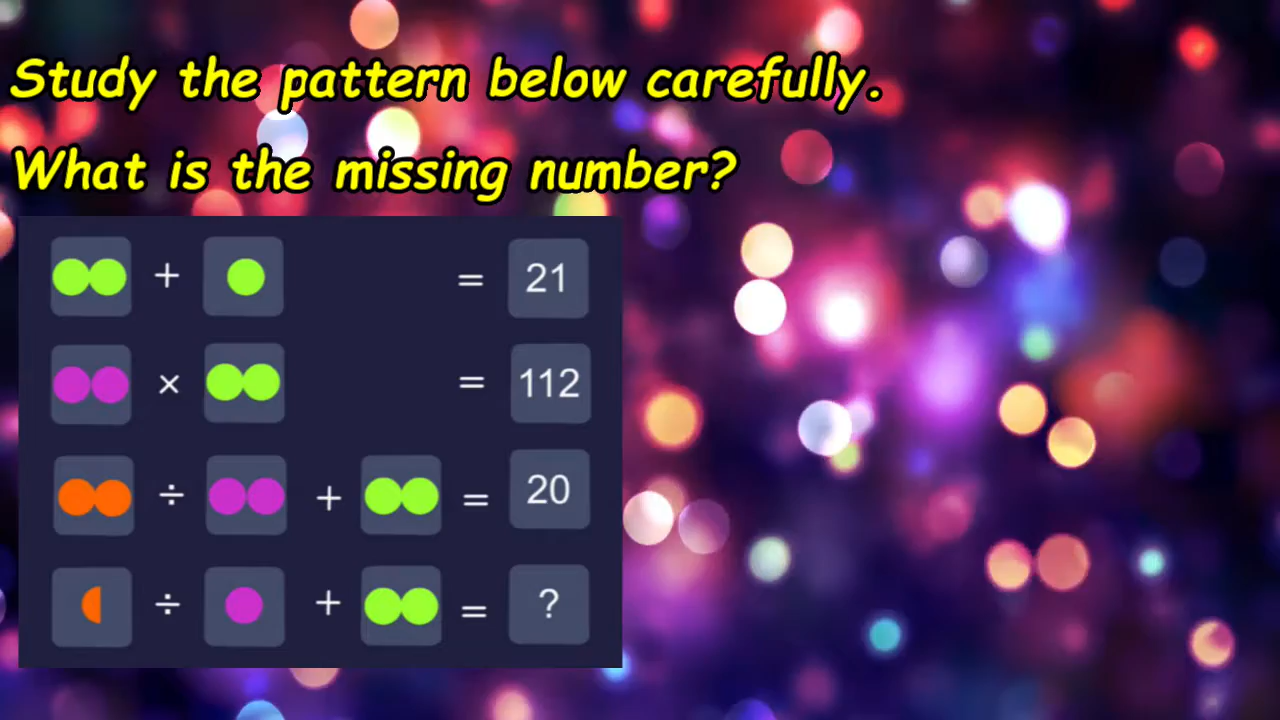 Study the pattern below carefully.
What is the missing number?
+ = 21
× = 112
÷ + = 20
÷ + = ?